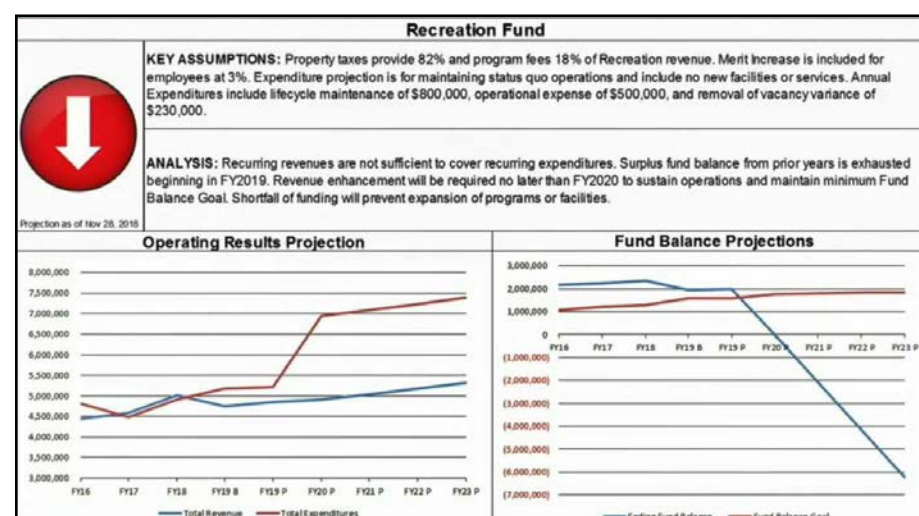 Recreation Fund
KEY ASSUMPTIONS: Property taxes provide 82% and program fees 18% of Recreation revenue. Merit Increase is included for
employees at 3%. Expenditure projection is for maintaining status quo operations and include no new facilities or services. Annual
Expenditures include lifecycle maintenance of $800,000, operational expense of $500,000, and removal of vacancy variance of
$230,000.
ANALYSIS: Recurring revenues are not sufficient to cover recurring expenditures. Surplus fund balance from prior years is exhausted
beginning in FY2019. Revenue enhancement will be required no later than FY2020 to sustain operations and maintain minimum Fund
Balance Goal. Shortfall of funding will prevent expansion of programs or facilities.
Projection as of Nov 28, 2018
Operating Results Projection
8,000,000
7,500,000
7,000,000
6,500,000
6,000,000
5,500,000
5,000,000
4,500,000
4,000,000
3,500,000
3,000,000
FY16 FY17 FY18 FY19 B FY19 P FY20 P FY21 P FY22 P FY23 P
Total Revenue Total Expenditures
Fund Balance Projections
3,000,000
2,000,000
1,000,000
0
FY16 FY17 FY18 FY19 B FY19 P FY20 P FY21 P FY22 P FY23 P
(1,000,000)
(2,000,000)
(3,000,000)
(4,000,000)
(5,000,000)
(6,000,000)
(7,000,000)
Ending Fund Balance Fund Balance Goal